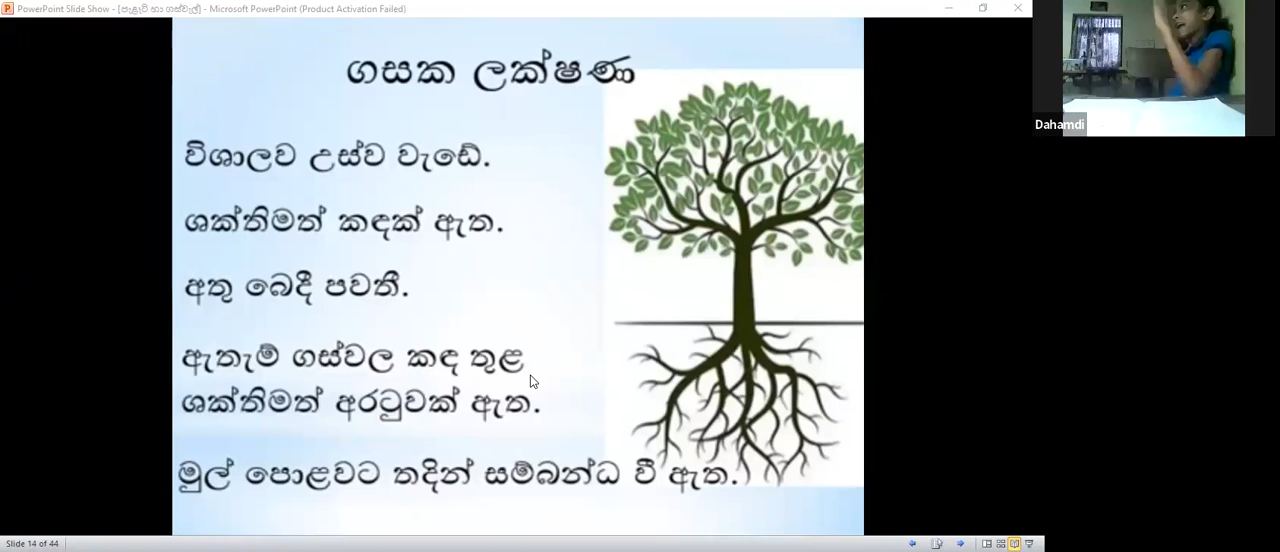 PowerPoint Slide Show - [පැළෑටි හා ගස්වැල්] - Microsoft PowerPoint (Product Activation Failed)
Dahamdi
ගසක ලක්ෂණ
විශාලව උස්ව වැඩේ.
ශක්තිමත් කඳක් ඇත.
අතු බෙදී පවතී.
ඇතැම් ගස්වල කඳ තුළ
ශක්තිමත් අරටුවක් ඇත.
මුල් පොළවට තදින් සම්බන්ධ වී ඇත.
Slide 14 of 44